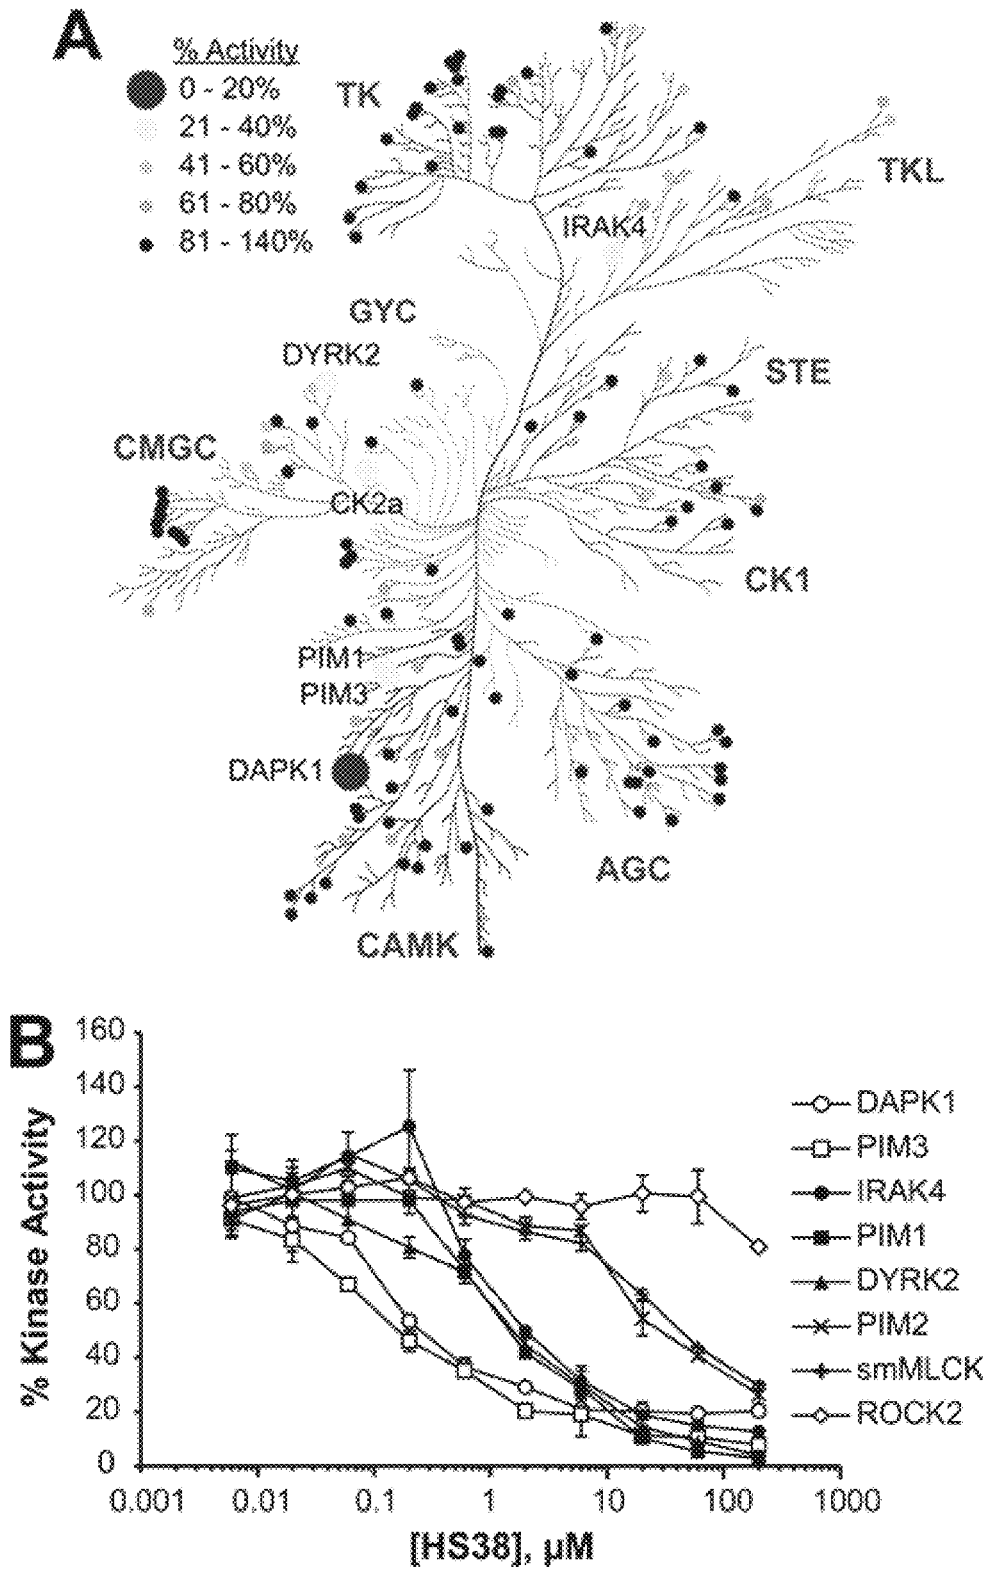 A
% Activity
0 - 20%
21 - 40%
41 - 60%
61 - 80%
81 - 140%
TK
TKL
IRAK4
GYC
DYRK2
STE
CMGC
CK2a
CK1
PIM1
PIM3
DAPK1
AGC
CAMK
B
% Kinase Activity
160
140
120
100
80
60
40
20
0
0.001 0.01 0.1 1 10 100 1000
[HS38], µM
DAPK1
PIM3
IRAK4
PIM1
DYRK2
PIM2
smMLCK
ROCK2